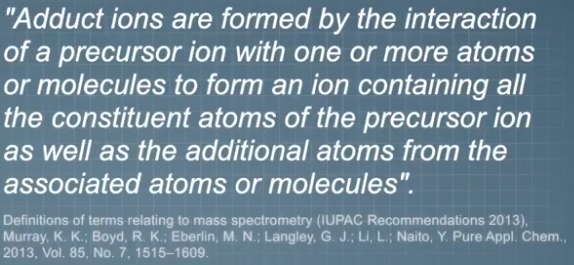 "Adduct ions are formed by the interaction
of a precursor ion with one or more atoms
or molecules to form an ion containing all
the constituent atoms of the precursor ion
as well as the additional atoms from the
associated atoms or molecules".
Definitions of terms relating to mass spectrometry (IUPAC Recommendations 2013),
Murray, K. K.; Boyd, R. K.; Eberlin, M. N.; Langley, G. J.; Li, L.; Naito, Y. Pure Appl. Chem.,
2013, Vol. 85, No. 7, 1515–1609.